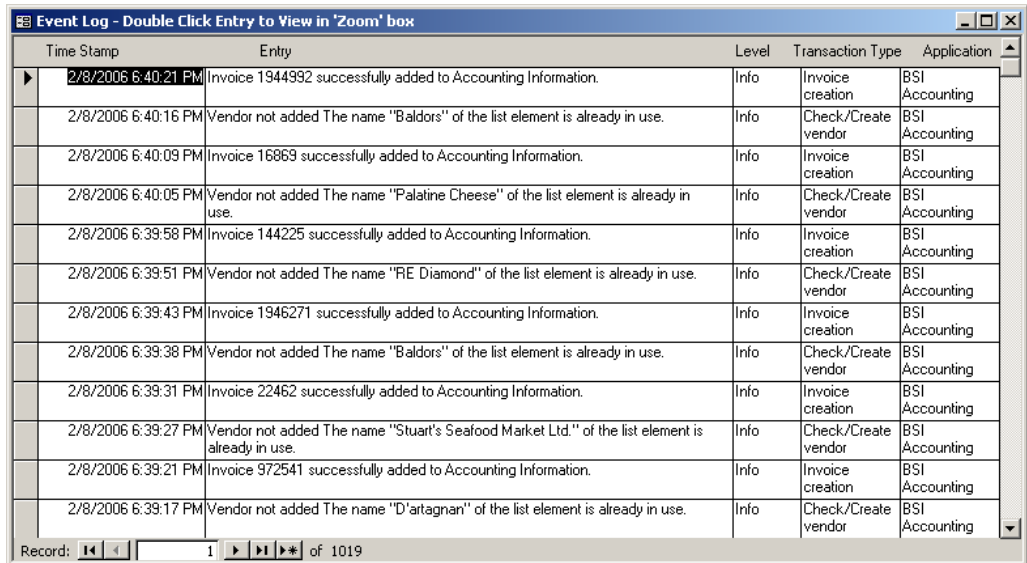 Event Log - Double Click Entry to View in 'Zoom' box
Time Stamp Entry Level Transaction Type Application
2/8/2006 6:40:21 PM Invoice 1944992 successfully added to Accounting Information. Info Invoice BSI
creation Accounting
2/8/2006 6:40:16 PM Vendor not added The name "Baldors" of the list element is already in use. Info Check/Create BSI
vendor Accounting
2/8/2006 6:40:09 PM Invoice 16869 successfully added to Accounting Information. Info Invoice BSI
creation Accounting
2/8/2006 6:40:05 PM Vendor not added The name "Palatine Cheese" of the list element is already in Info Check/Create BSI
use. vendor Accounting
2/8/2006 6:39:58 PM Invoice 144225 successfully added to Accounting Information. Info Invoice BSI
creation Accounting
2/8/2006 6:39:51 PM Vendor not added The name "RE Diamond" of the list element is already in use. Info Check/Create BSI
vendor Accounting
2/8/2006 6:39:43 PM Invoice 1946271 successfully added to Accounting Information. Info Invoice BSI
creation Accounting
2/8/2006 6:39:38 PM Vendor not added The name "Baldors" of the list element is already in use. Info Check/Create BSI
vendor Accounting
2/8/2006 6:39:31 PM Invoice 22462 successfully added to Accounting Information. Info Invoice BSI
creation Accounting
2/8/2006 6:39:27 PM Vendor not added The name "Stuart's Seafood Market Ltd." of the list element is Info Check/Create BSI
already in use. vendor Accounting
2/8/2006 6:39:21 PM Invoice 972541 successfully added to Accounting Information. Info Invoice BSI
creation Accounting
2/8/2006 6:39:17 PM Vendor not added The name "D'artagnan" of the list element is already in use. Info Check/Create BSI
vendor Accounting
Record: 1 of 1019